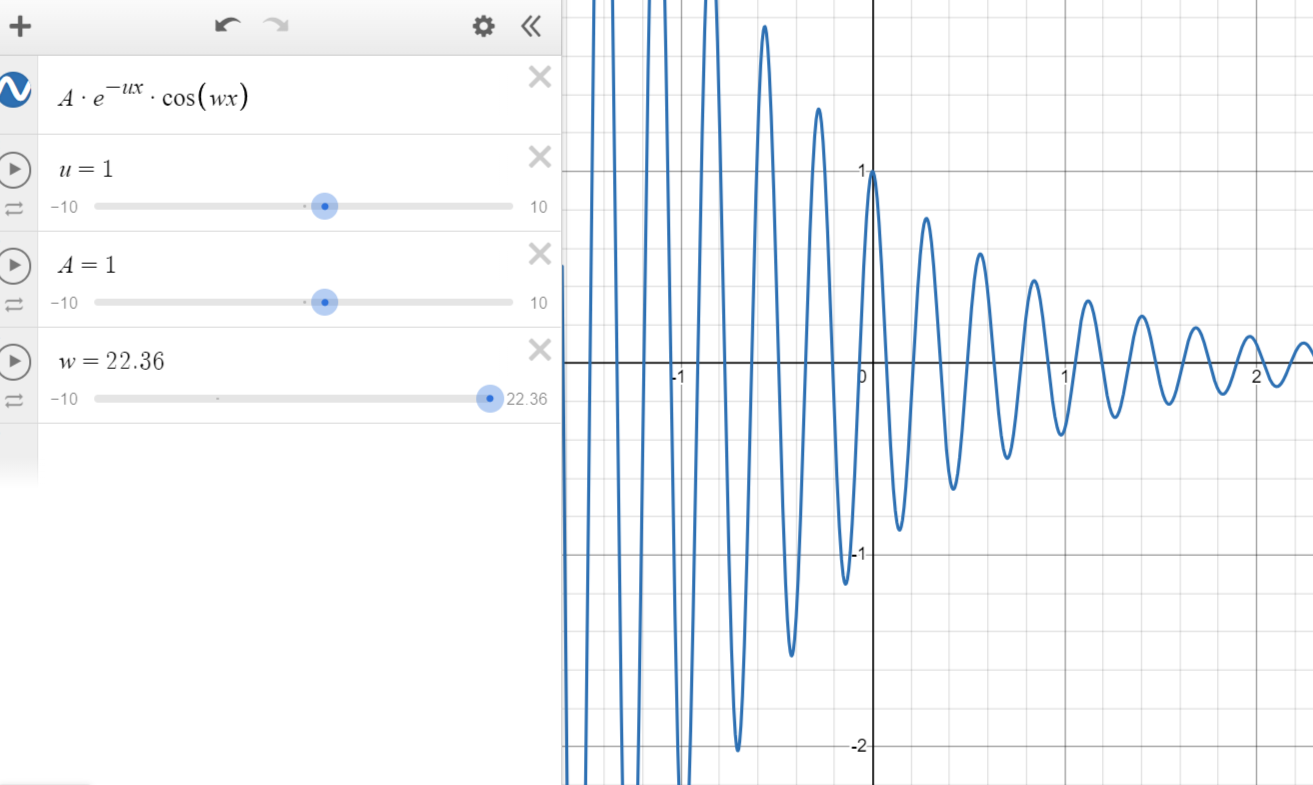 A · e^{-ux} · cos(wx)
u = 1
-10 10
A = 1
-10 10
w = 22.36
-10 22.36
1
-1 0 1 2
-1
-2